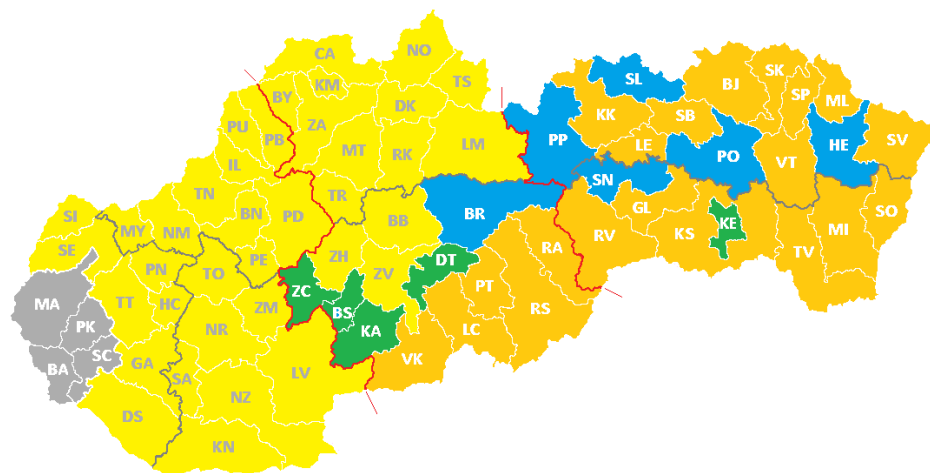 CA
NO
KM
BY
TS
DK
ZA
PU
PB
MT
RK
LM
IL
TR
TN
BN
PD
BB
SI
MY
NM
SE
PE
ZH
PN
TO
ZV
DT
ZC
MA
TT
HC
ZM
BS
PK
NR
KA
SC
GA
SA
LV
BA
NZ
DS
KN
SL
BJ
SK
SP
ML
PP
KK
SB
SV
LE
PO
VT
HE
SN
BR
GL
KE
SO
RV
KS
MI
RA
TV
PT
RS
LC
VK